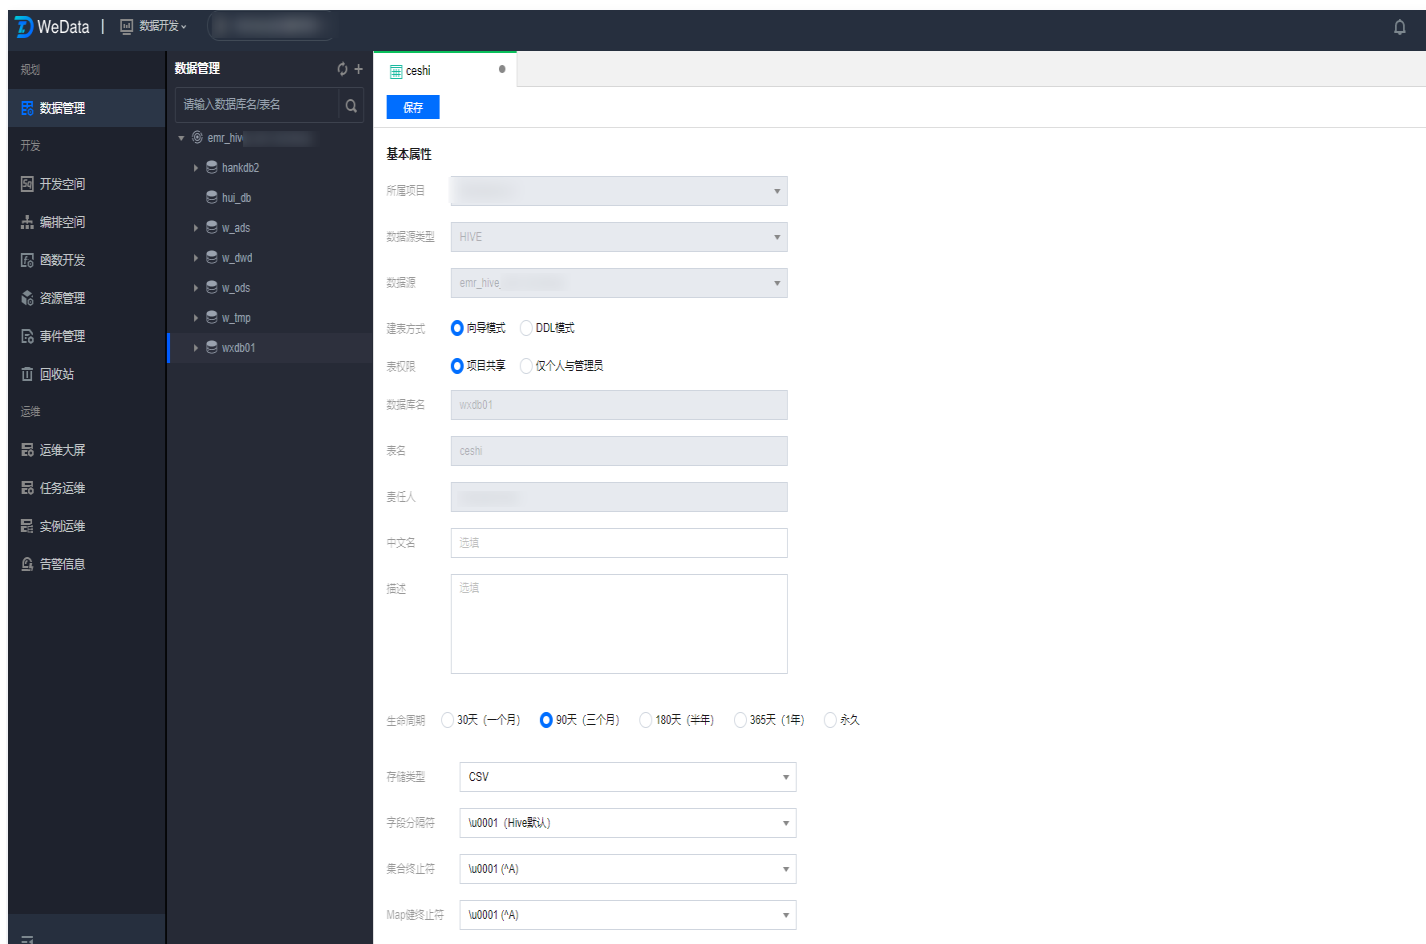 WeData | 数据开发
规划
数据管理
开发
开发空间
编排空间
函数开发
资源管理
事件管理
回收站
运维
运维大屏
任务运维
实例运维
告警信息
数据管理
请输入数据库名/表名
emr_hiv
hankdb2
hui_db
w_ads
w_dwd
w_ods
w_tmp
wxdb01
ceshi
保存
基本属性
所属项目
数据源类型 HIVE
数据源 emr_hive_
建表方式 向导模式 DDL模式
表权限 项目共享 仅个人与管理员
数据库名 wxdb01
表名 ceshi
责任人
中文名 选填
描述 选填
生命周期 30天（一个月） 90天（三个月） 180天（半年） 365天（1年） 永久
存储类型 CSV
字段分隔符 \u0001（Hive默认）
集合终止符 \u0001 (^A)
Map键终止符 \u0001 (^A)